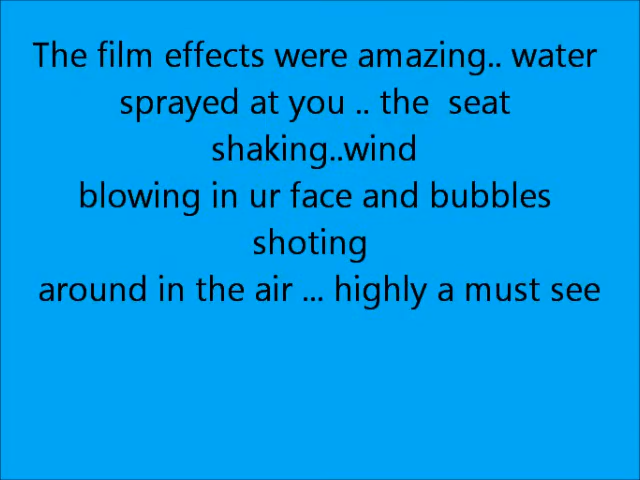 The film effects were amazing.. water
sprayed at you .. the  seat
shaking..wind
blowing in ur face and bubbles
shoting
around in the air ... highly a must see